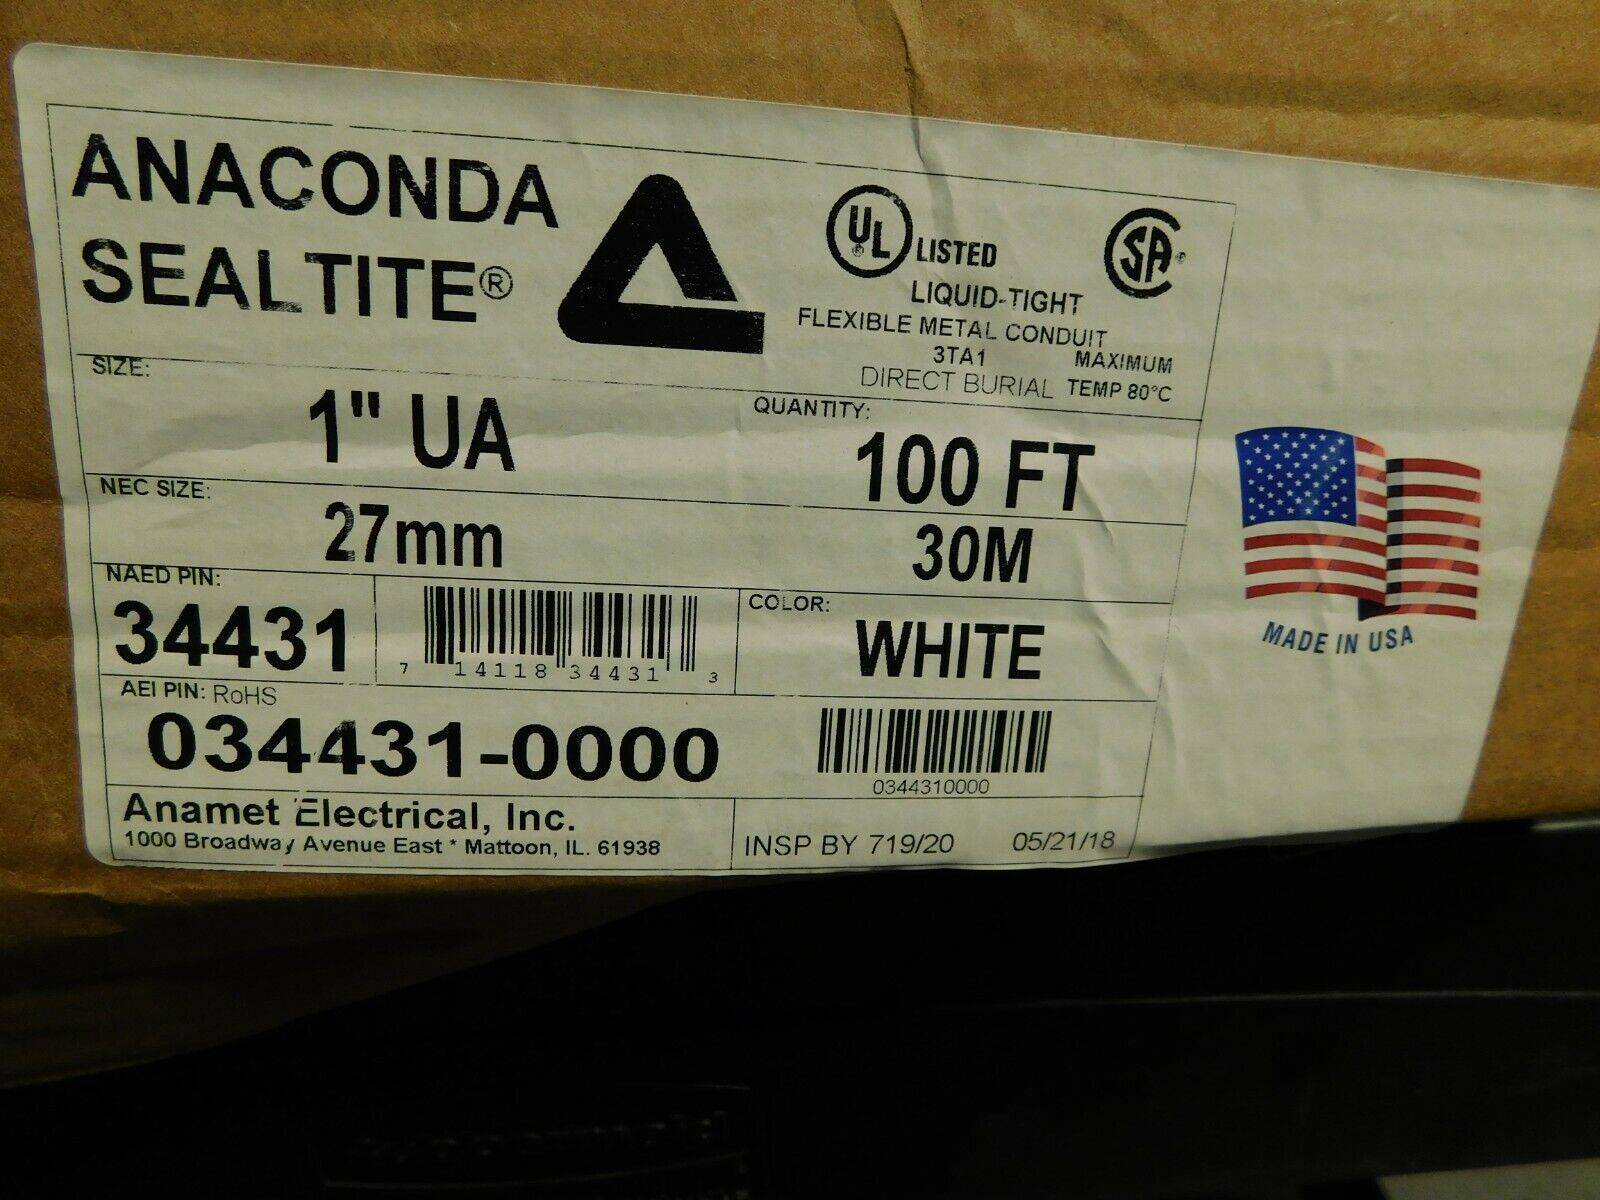 ANACONDA
SEALTITE®
UL® LISTED
SA®
LIQUID-TIGHT
FLEXIBLE METAL CONDUIT
3TA1
DIRECT BURIAL
MAXIMUM
TEMP 80°C
SIZE:
1" UA
QUANTITY:
100 FT
NEC SIZE:
27mm
30M
NAED PIN:
34431
7 14118 34431 3
COLOR:
WHITE
AEI PIN: RoHS
034431-0000
0344310000
Anamet Electrical, Inc.
1000 Broadway Avenue East * Mattoon, IL. 61938
INSP BY 719/20 05/21/18
MADE IN USA